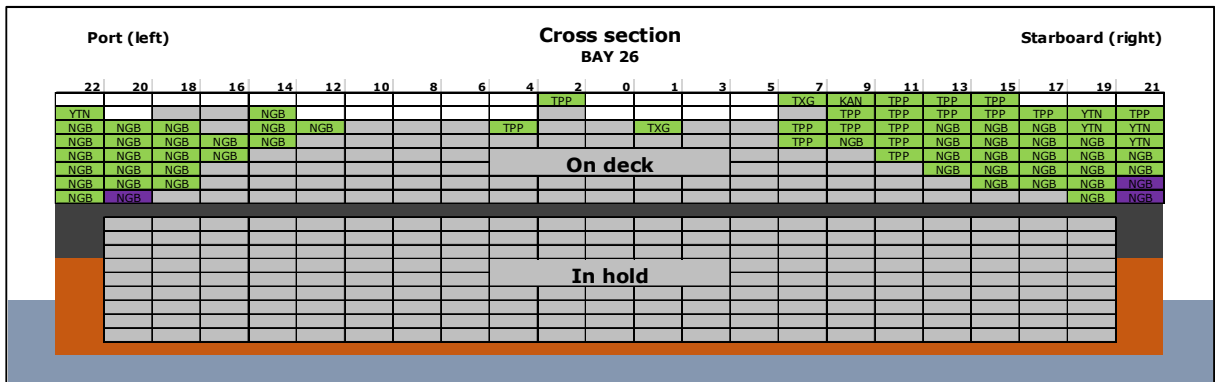 Port (left) Cross section Starboard (right)
BAY 26
22 20 18 16 14 12 10 8 6 4 2 0 1 3 5 7 9 11 13 15 17 19 21
TPP TXG KAN TPP TPP TPP
YTN NGB TPP TPP TPP TPP TPP YTN TPP
NGB NGB NGB NGB NGB TPP TXG TPP TPP TPP NGB NGB NGB YTN YTN
NGB NGB NGB NGB NGB TPP NGB TPP NGB NGB NGB NGB YTN
NGB NGB NGB NGB TPP NGB NGB NGB NGB NGB
On deck
NGB NGB NGB NGB NGB NGB NGB NGB
NGB NGB NGB NGB NGB NGB NGB
NGB NGB NGB NGB
In hold